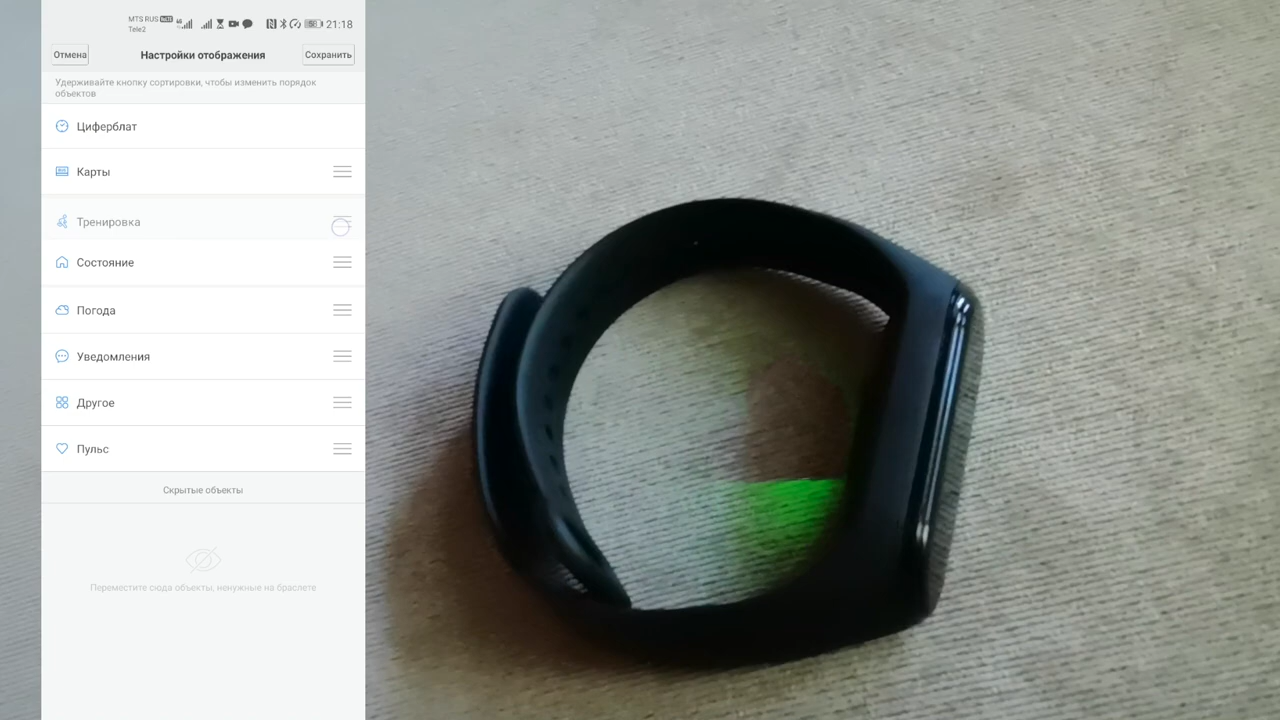 MTS RUS VoLTE
Tele2
21:18
Отмена
Настройки отображения
Сохранить
Удерживайте кнопку сортировки, чтобы изменить порядок
объектов
Циферблат
Карты
Тренировка
Состояние
Погода
Уведомления
Другое
Пульс
Скрытые объекты
Переместите сюда объекты, ненужные на браслете